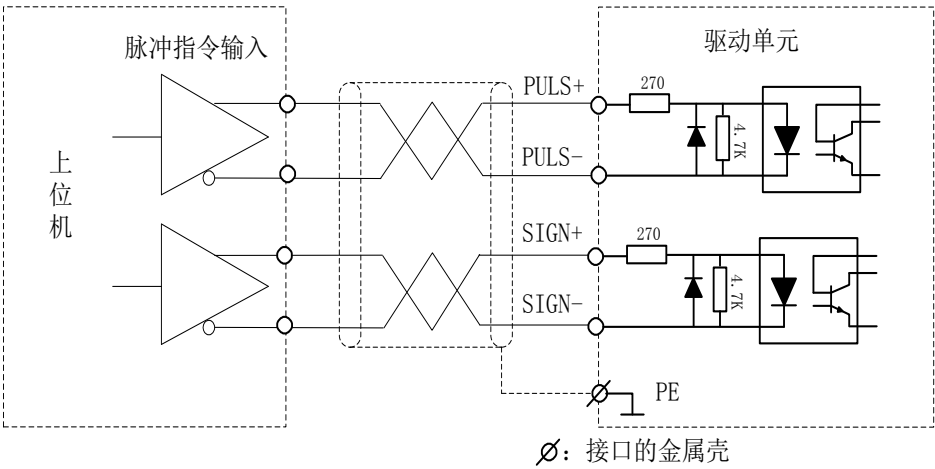 脉冲指令输入
驱动单元
上位机
PULS+
270
4.7K
PULS-
SIGN+
270
4.7K
SIGN-
PE
：接口的金属壳